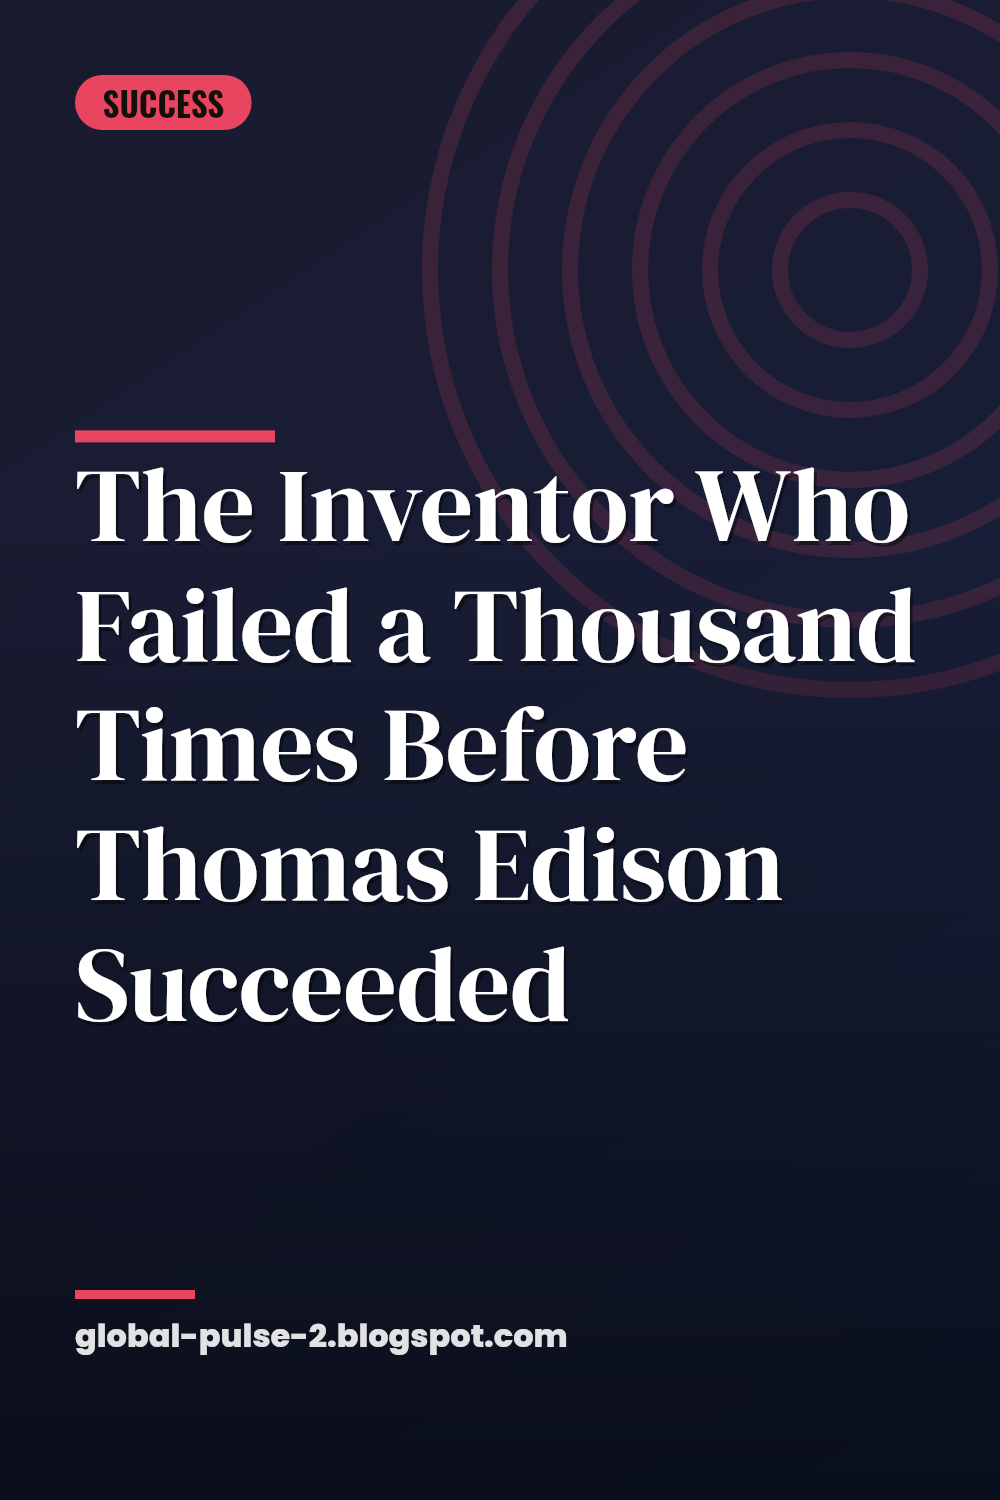 SUCCESS
The Inventor Who
Failed a Thousand
Times Before
Thomas Edison
Succeeded
global-pulse-2.blogspot.com